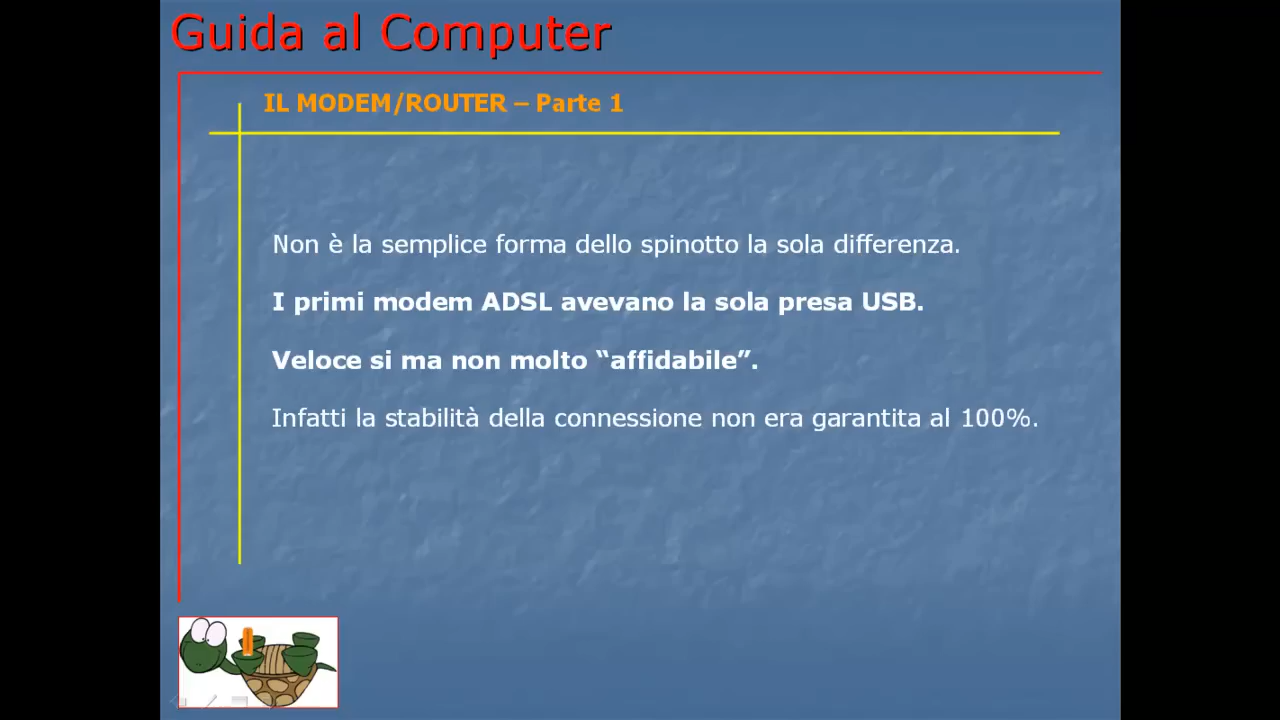 Guida al Computer
IL MODEM/ROUTER – Parte 1
Non è la semplice forma dello spinotto la sola differenza.
I primi modem ADSL avevano la sola presa USB.
Veloce si ma non molto “affidabile”.
Infatti la stabilità della connessione non era garantita al 100%.